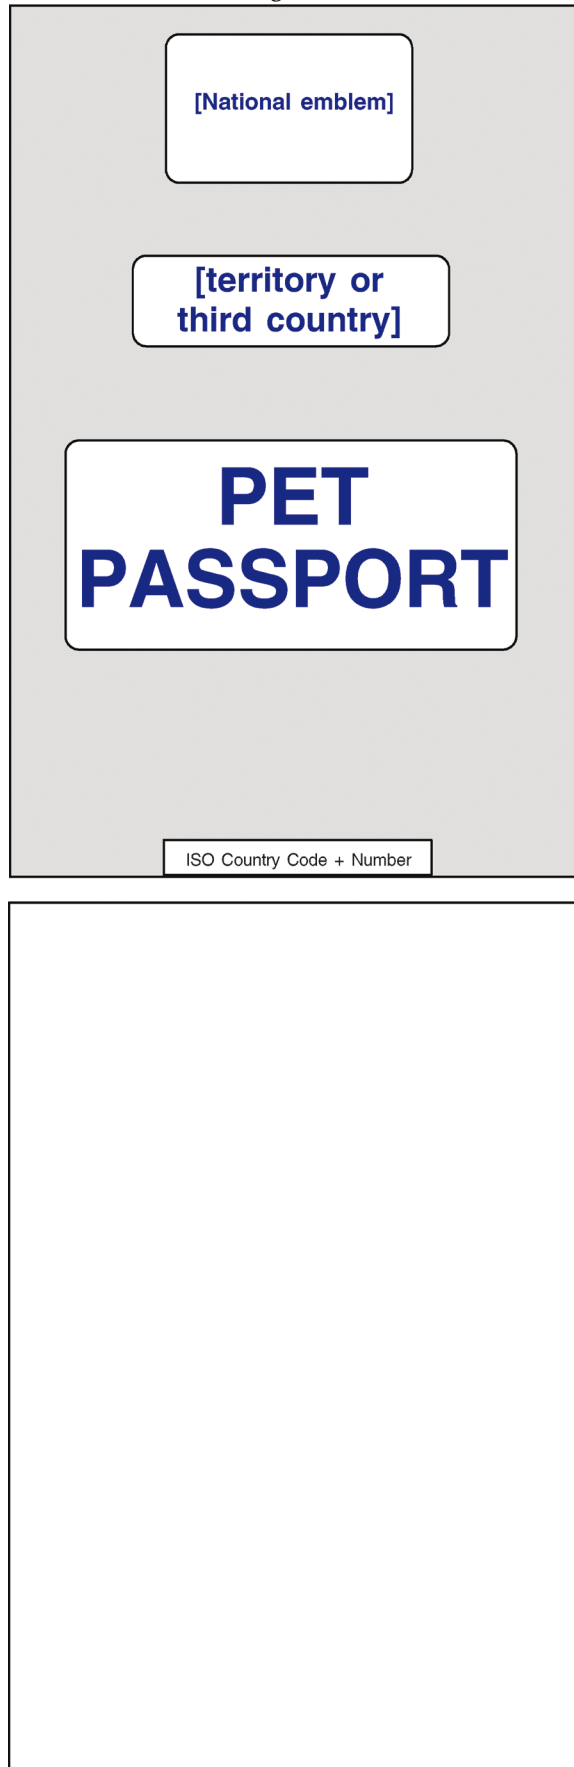 [National emblem]
[territory or
third country]
PET
PASSPORT
ISO Country Code + Number